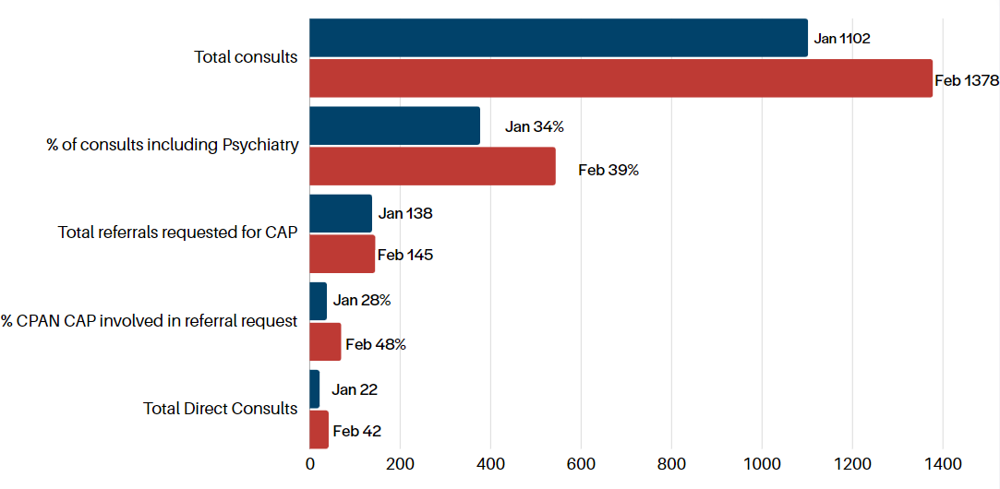 Total consults
Jan 1102
Feb 1378
% of consults including Psychiatry
Jan 34%
Feb 39%
Total referrals requested for CAP
Jan 138
Feb 145
% CPAN CAP involved in referral request
Jan 28%
Feb 48%
Total Direct Consults
Jan 22
Feb 42
0 200 400 600 800 1000 1200 1400